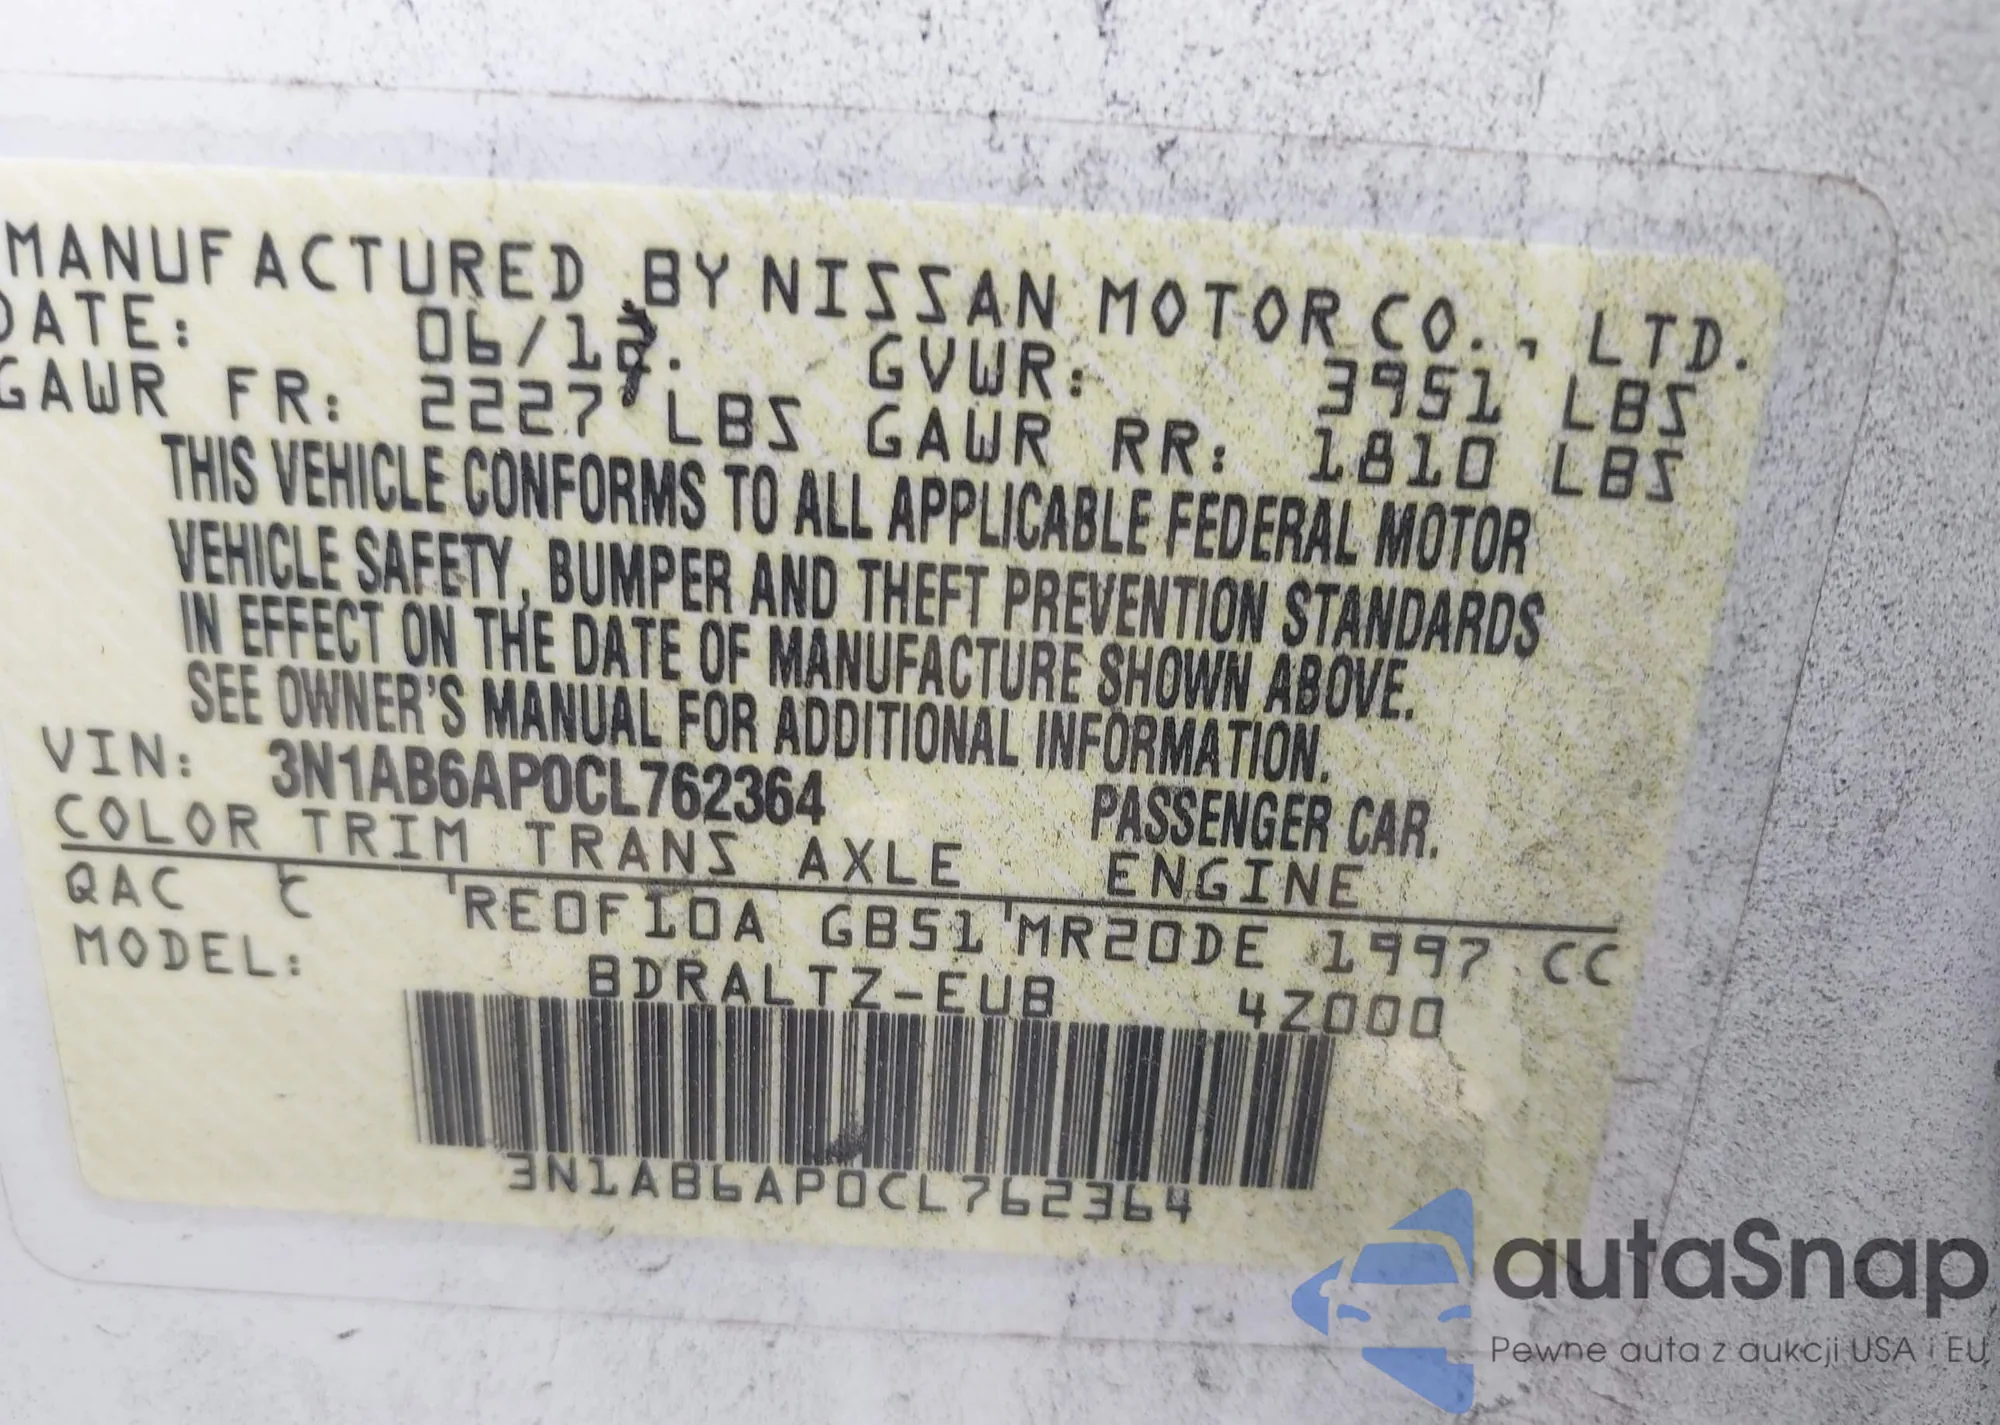 MANUFACTURED BY NISSAN MOTOR CO., LTD.
DATE: 06/12. GVWR: 3951 LBS
GAWR FR: 2227 LBS GAWR RR: 1810 LBS
THIS VEHICLE CONFORMS TO ALL APPLICABLE FEDERAL MOTOR
VEHICLE SAFETY, BUMPER AND THEFT PREVENTION STANDARDS
IN EFFECT ON THE DATE OF MANUFACTURE SHOWN ABOVE.
SEE OWNER'S MANUAL FOR ADDITIONAL INFORMATION.
VIN: 3N1AB6AP0CL762364 PASSENGER CAR.
COLOR TRIM TRANS AXLE ENGINE
QAC C RE0F10A GB51 MR20DE 1997 CC
MODEL: BDRALTZ-EUB 4Z000
3N1AB6AP0CL762364
autaSnap
Pewne auta z aukcji USA i EU